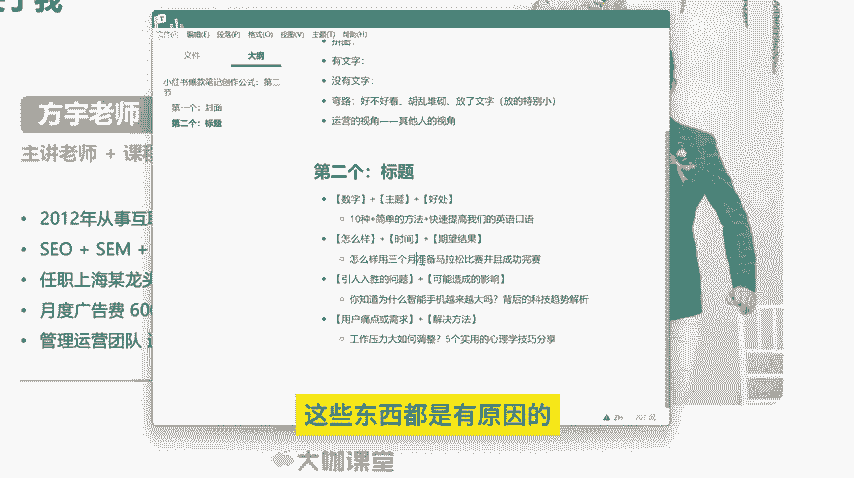 方宇老师
主讲老师 + 课程
2012年从事互联
SEO + SEM +
任职上海某龙头
月度广告费 600
管理运营团队
文件(F) 编辑(E) 段落(P) 格式(O) 视图(V) 主题(T) 帮助(H)
文件 大纲
小红书爆款笔记创作公式：第二节
第一个：封面
第二个：标题
拼图：
有文字：
没有文字：
弯路：好不好看、胡乱堆砌、放了文字（放的特别小）
运营的视角——其他人的视角
第二个：标题
【数字】+【主题】+【好处】
10种+简单的方法+快速提高我们的英语口语
【怎么样】+【时间】+【期望结果】
怎么样用三个月准备马拉松比赛并且成功完赛
【引人入胜的问题】+【可能造成的影响】
你知道为什么智能手机越来越大吗？背后的科技趋势解析
【用户痛点或需求】+【解决方法】
工作压力大如何调整？5个实用的心理学技巧分享
这些东西都是有原因的
大咖课堂